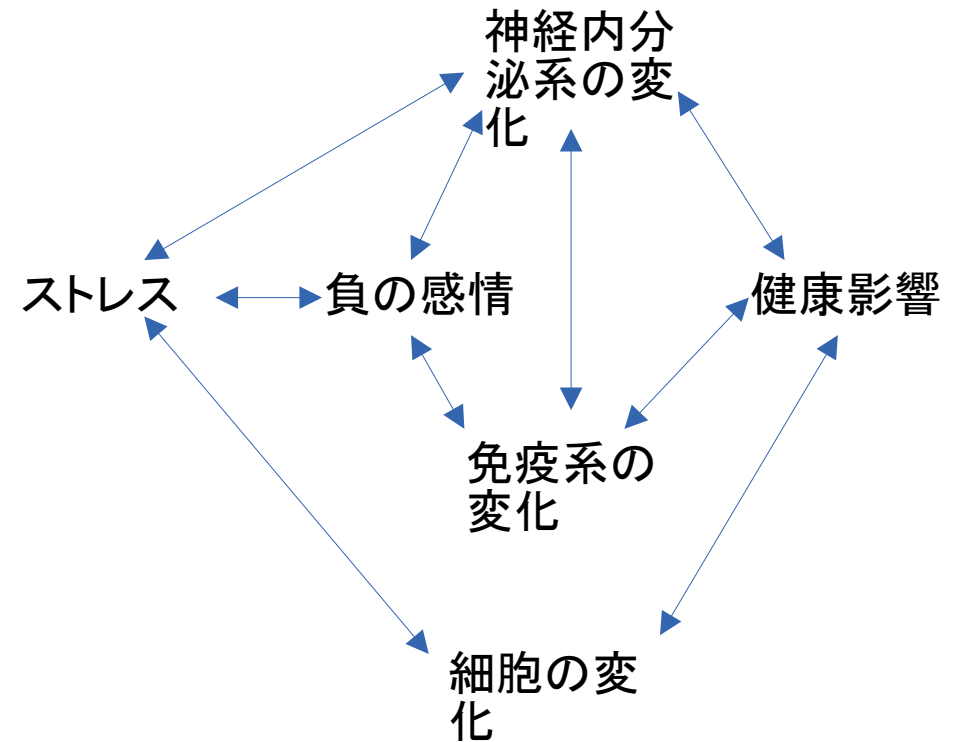 神経内分
泌系の変
化
ストレス
負の感情
健康影響
免疫系の
変化
細胞の変
化